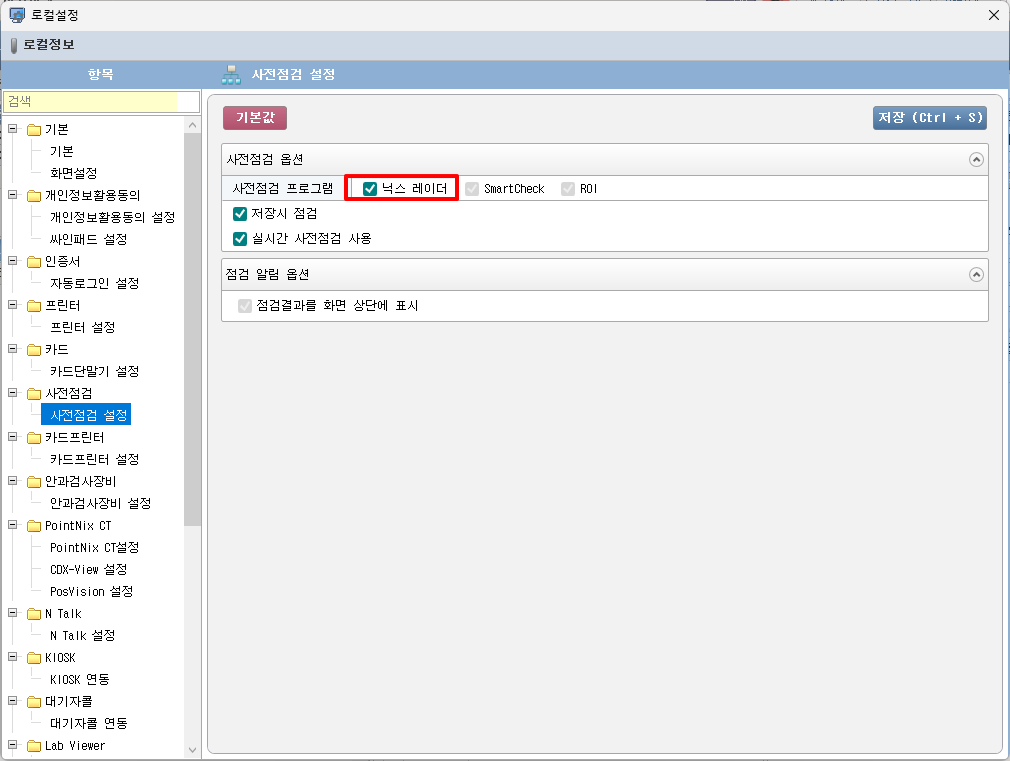 로컬설정
로컬정보
항목
사전점검 설정
검색
기본
기본
화면설정
개인정보활용동의
개인정보활용동의 설정
싸인패드 설정
인증서
자동로그인 설정
프린터
프린터 설정
카드
카드단말기 설정
사전점검
사전점검 설정
카드프린터
카드프린터 설정
안과검사장비
안과검사장비 설정
PointNix CT
PointNix CT설정
CDX-View 설정
PosVision 설정
N Talk
N Talk 설정
KIOSK
KIOSK 연동
대기자콜
대기자콜 연동
Lab Viewer
기본값
저장 (Ctrl + S)
사전점검 옵션
사전점검 프로그램 닉스 레이더 SmartCheck ROI
저장시 점검
실시간 사전점검 사용
점검 알림 옵션
점검결과를 화면 상단에 표시